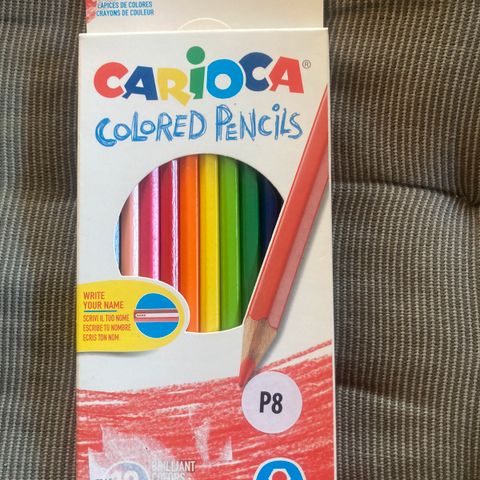 LÁPICES DE COLORES
CRAYONS DE COULEUR
CARIOCA®
COLORED PENCILS
WRITE
YOUR NAME
SCRIVI IL TUO NOME
ESCRIBE TU NOMBRE
ECRIS TON NOM
P8
BRILLIANT
COLORS